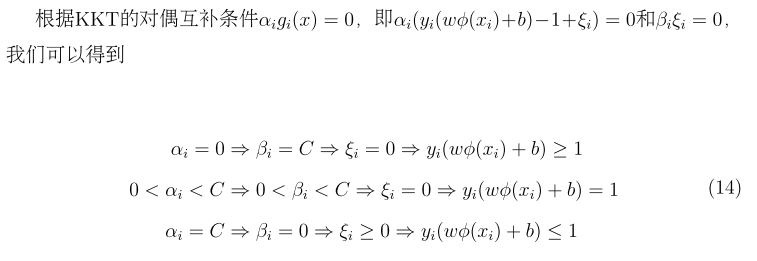 根据KKT的对偶互补条件αᵢgᵢ(x) = 0，即αᵢ(yᵢ(wϕ(xᵢ)+b)−1+ξᵢ) = 0和βᵢξᵢ = 0，
我们可以得到
αᵢ = 0 ⇒ βᵢ = C ⇒ ξᵢ = 0 ⇒ yᵢ(wϕ(xᵢ) + b) ≥ 1
0 < αᵢ < C ⇒ 0 < βᵢ < C ⇒ ξᵢ = 0 ⇒ yᵢ(wϕ(xᵢ) + b) = 1 (14)
αᵢ = C ⇒ βᵢ = 0 ⇒ ξᵢ ≥ 0 ⇒ yᵢ(wϕ(xᵢ) + b) ≤ 1